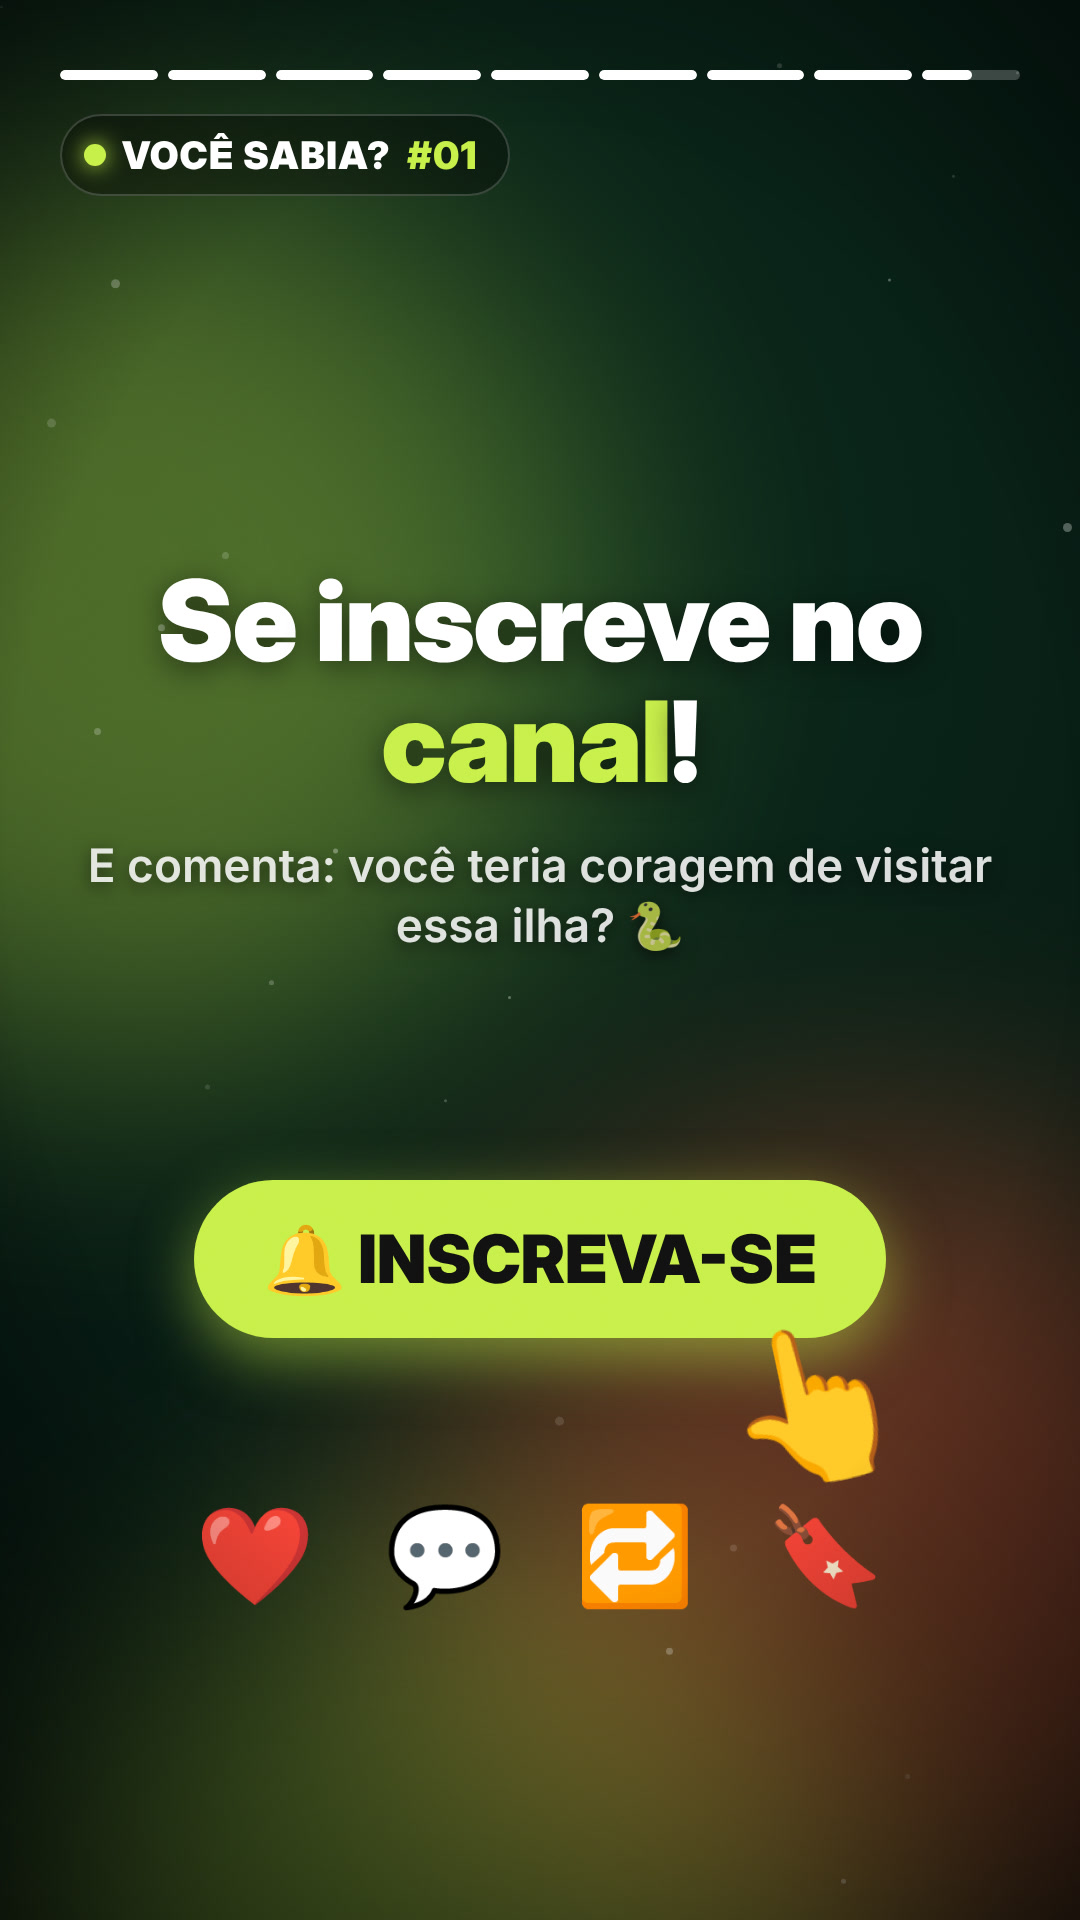 VOCÊ SABIA? #01
Se inscreve no
canal!
E comenta: você teria coragem de visitar
essa ilha? 🐍
🔔 INSCREVA-SE